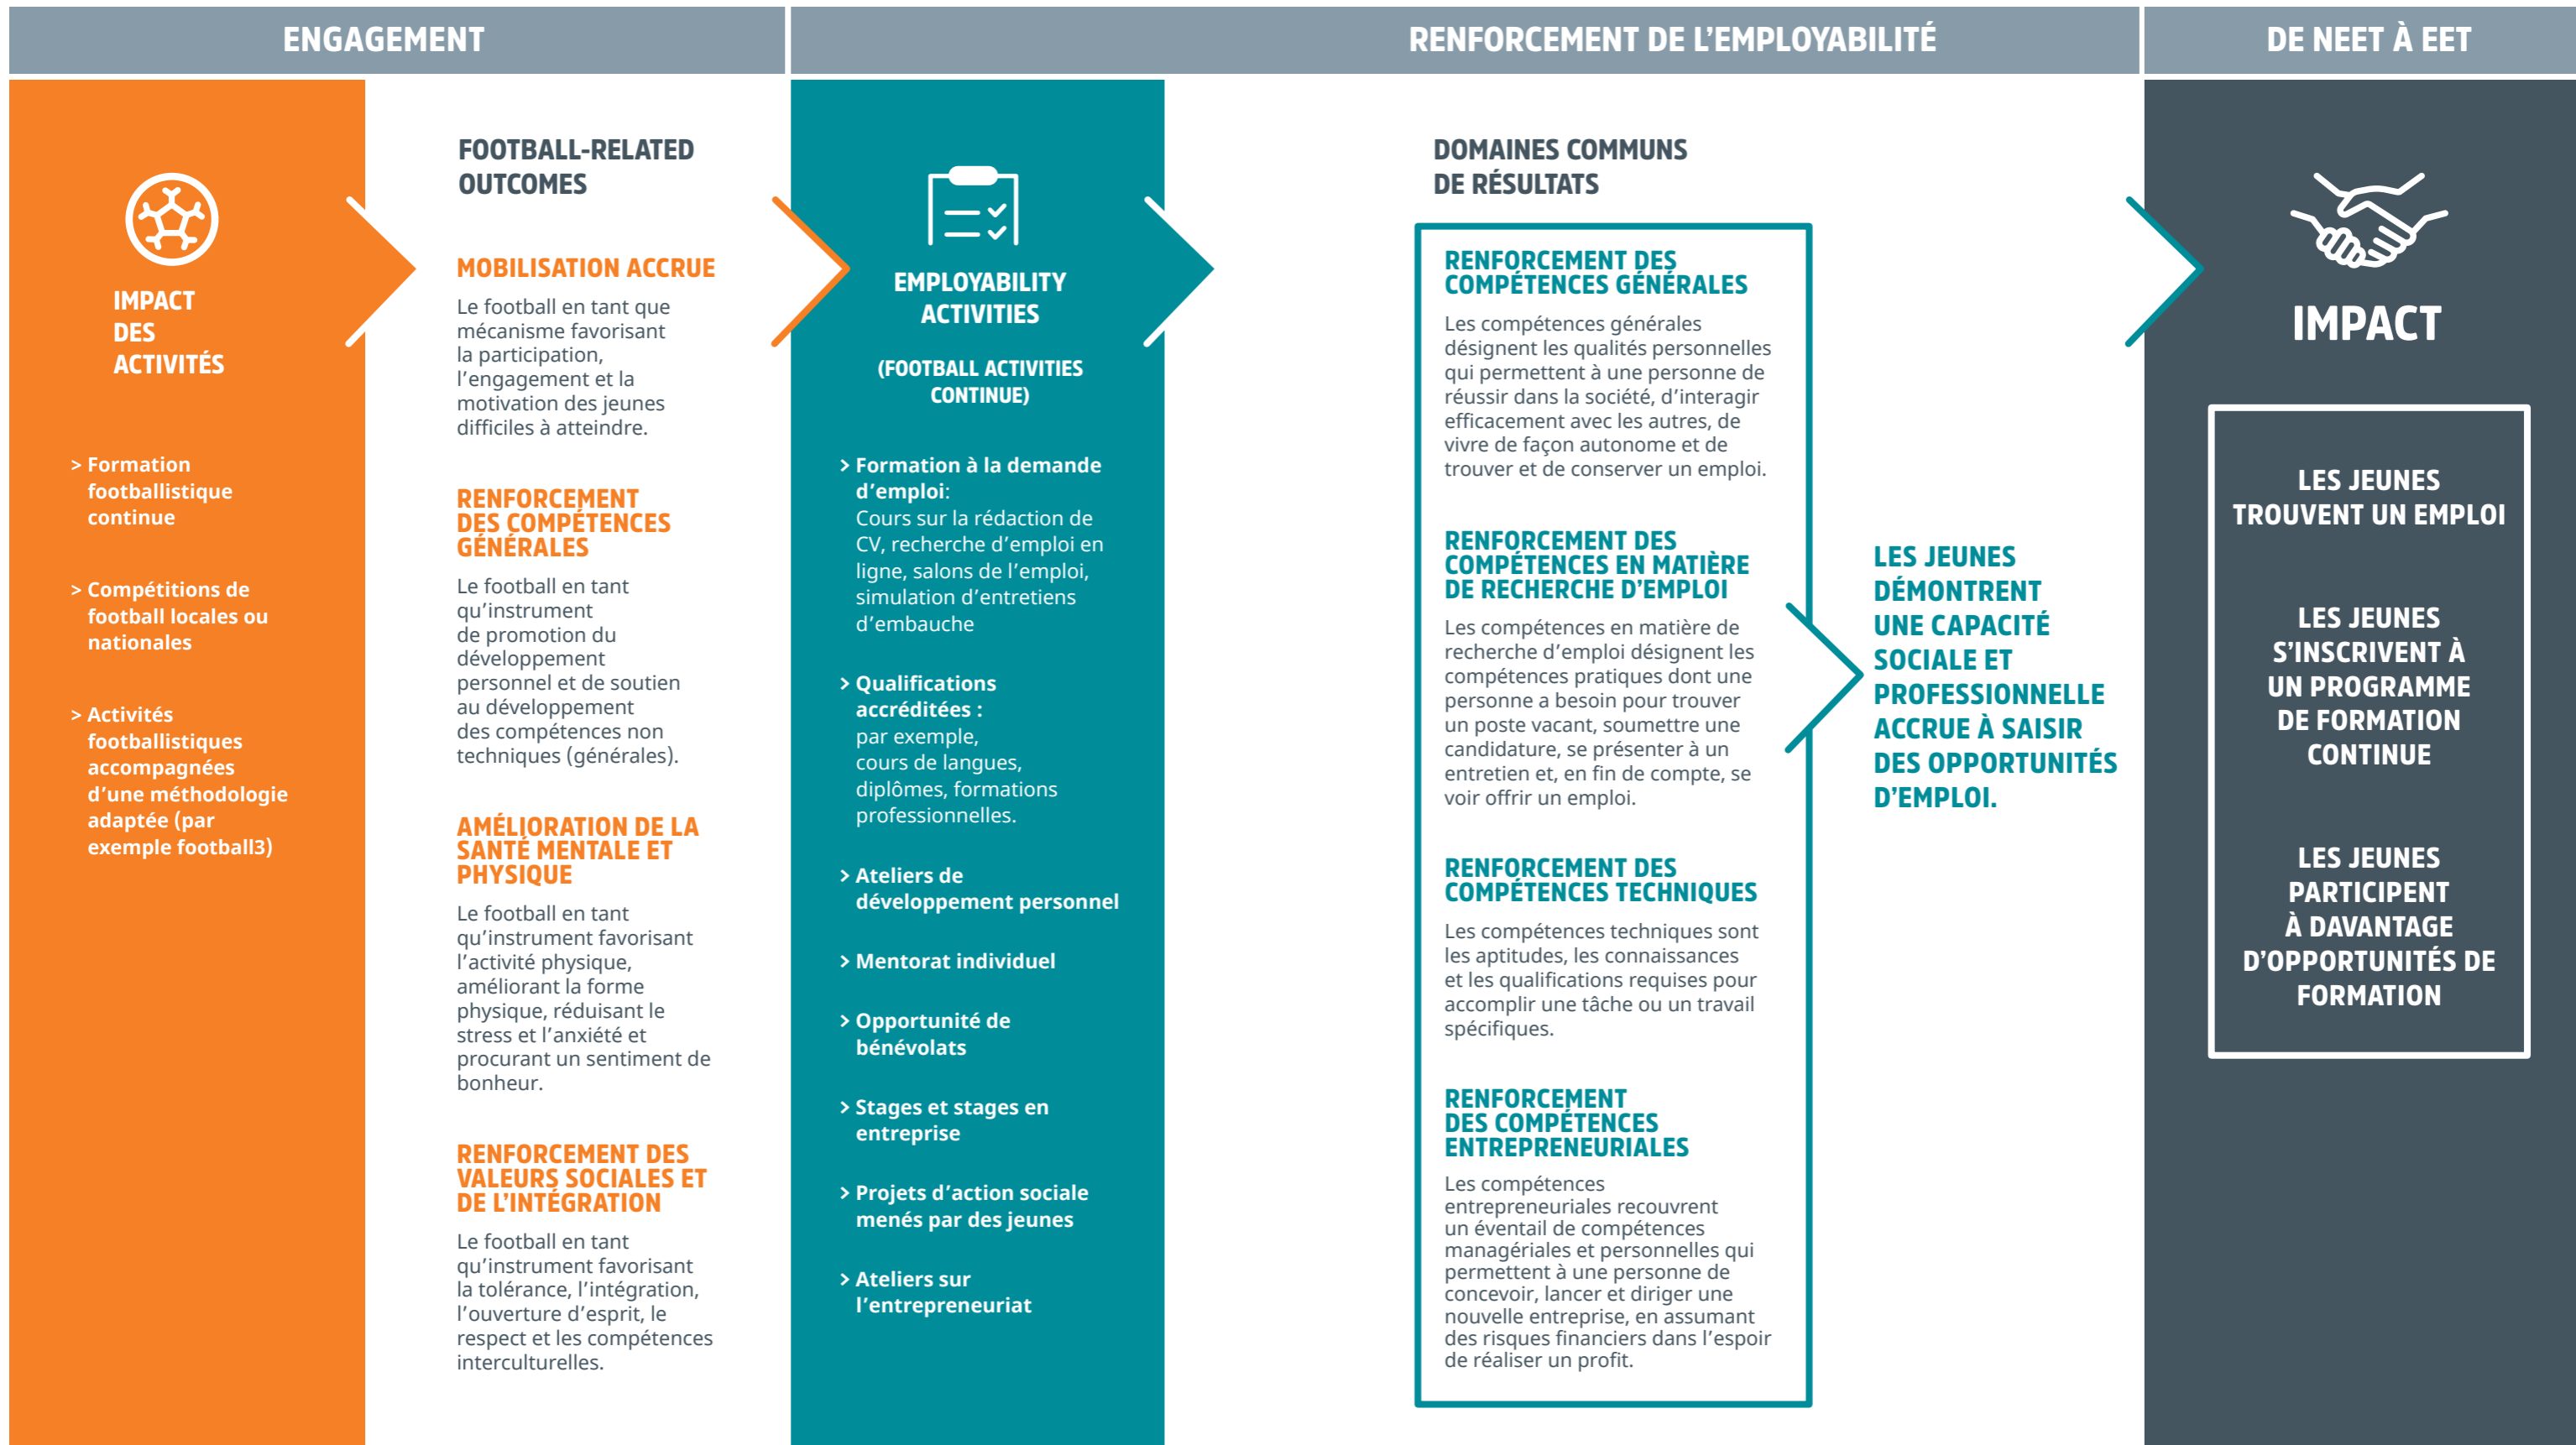 ENGAGEMENT
RENFORCEMENT DE L'EMPLOYABILITÉ
DE NEET À EET
IMPACT
DES
ACTIVITÉS
> Formation
footballistique
continue
> Compétitions de
football locales ou
nationales
> Activités
footballistiques
accompagnées
d'une méthodologie
adaptée (par
exemple football3)
FOOTBALL-RELATED
OUTCOMES
MOBILISATION ACCRUE
Le football en tant que
mécanisme favorisant
la participation,
l'engagement et la
motivation des jeunes
difficiles à atteindre.
RENFORCEMENT
DES COMPÉTENCES
GÉNÉRALES
Le football en tant
qu'instrument
de promotion du
développement
personnel et de soutien
au développement
des compétences non
techniques (générales).
AMÉLIORATION DE LA
SANTÉ MENTALE ET
PHYSIQUE
Le football en tant
qu'instrument favorisant
l'activité physique,
améliorant la forme
physique, réduisant le
stress et l'anxiété et
procurant un sentiment de
bonheur.
RENFORCEMENT DES
VALEURS SOCIALES ET
DE L'INTÉGRATION
Le football en tant
qu'instrument favorisant
la tolérance, l'intégration,
l'ouverture d'esprit, le
respect et les compétences
interculturelles.
EMPLOYABILITY
ACTIVITIES
(FOOTBALL ACTIVITIES
CONTINUE)
> Formation à la demande
d'emploi:
Cours sur la rédaction de
CV, recherche d'emploi en
ligne, salons de l'emploi,
simulation d'entretiens
d'embauche
> Qualifications
accréditées :
par exemple,
cours de langues,
diplômes, formations
professionnelles.
> Ateliers de
développement personnel
> Mentorat individuel
> Opportunité de
bénévolats
> Stages et stages en
entreprise
> Projets d'action sociale
menés par des jeunes
> Ateliers sur
l'entrepreneuriat
DOMAINES COMMUNS
DE RÉSULTATS
RENFORCEMENT DES
COMPÉTENCES GÉNÉRALES
Les compétences générales
désignent les qualités personnelles
qui permettent à une personne de
réussir dans la société, d'interagir
efficacement avec les autres, de
vivre de façon autonome et de
trouver et de conserver un emploi.
RENFORCEMENT DES
COMPÉTENCES EN MATIÈRE
DE RECHERCHE D'EMPLOI
Les compétences en matière de
recherche d'emploi désignent les
compétences pratiques dont une
personne a besoin pour trouver
un poste vacant, soumettre une
candidature, se présenter à un
entretien et, en fin de compte, se
voir offrir un emploi.
RENFORCEMENT DES
COMPÉTENCES TECHNIQUES
Les compétences techniques sont
les aptitudes, les connaissances
et les qualifications requises pour
accomplir une tâche ou un travail
spécifiques.
RENFORCEMENT
DES COMPÉTENCES
ENTREPRENEURIALES
Les compétences
entrepreneuriales recouvrent
un éventail de compétences
managériales et personnelles qui
permettent à une personne de
concevoir, lancer et diriger une
nouvelle entreprise, en assumant
des risques financiers dans l'espoir
de réaliser un profit.
LES JEUNES
DÉMONTRENT
UNE CAPACITÉ
SOCIALE ET
PROFESSIONNELLE
ACCRUE À SAISIR
DES OPPORTUNITÉS
D'EMPLOI.
IMPACT
LES JEUNES
TROUVENT UN EMPLOI
LES JEUNES
S'INSCRIVENT À
UN PROGRAMME
DE FORMATION
CONTINUE
LES JEUNES
PARTICIPENT
À DAVANTAGE
D'OPPORTUNITÉS DE
FORMATION